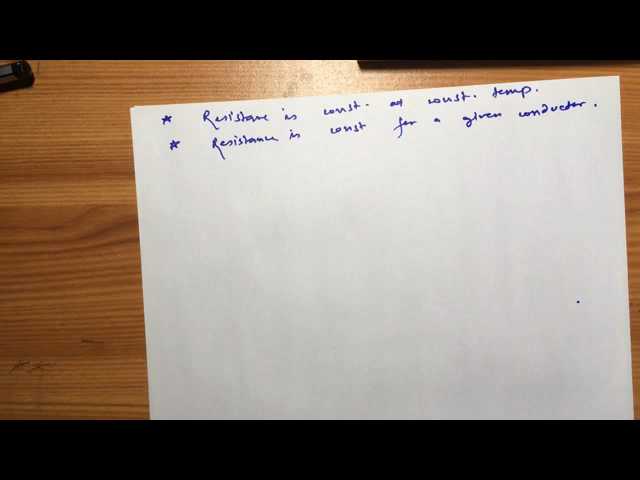 * Resistance is const. at const. temp.
* Resistance is const for a given conductor.